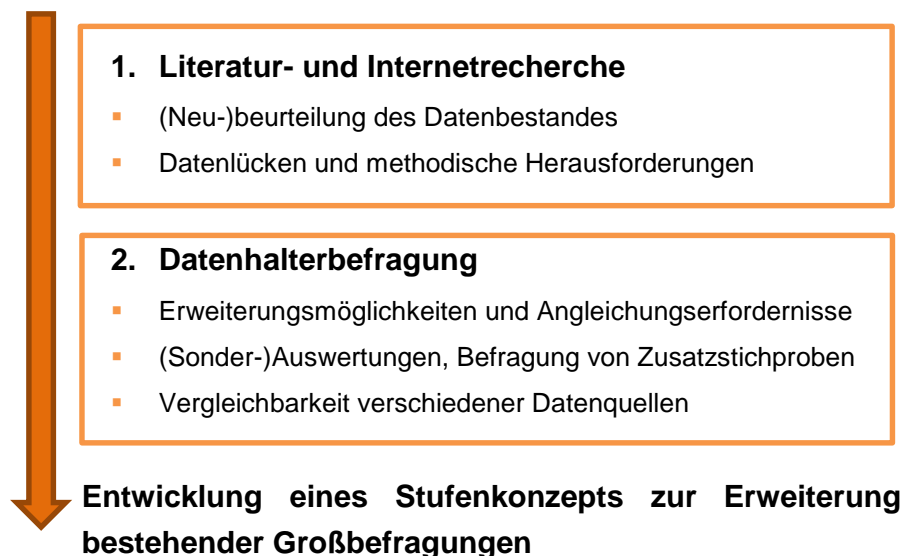 1. Literatur- und Internetrecherche
▪ (Neu-)beurteilung des Datenbestandes
▪ Datenlücken und methodische Herausforderungen
2. Datenhalterbefragung
▪ Erweiterungsmöglichkeiten und Angleichungserfordernisse
▪ (Sonder-)Auswertungen, Befragung von Zusatzstichproben
▪ Vergleichbarkeit verschiedener Datenquellen
Entwicklung eines Stufenkonzepts zur Erweiterung
bestehender Großbefragungen